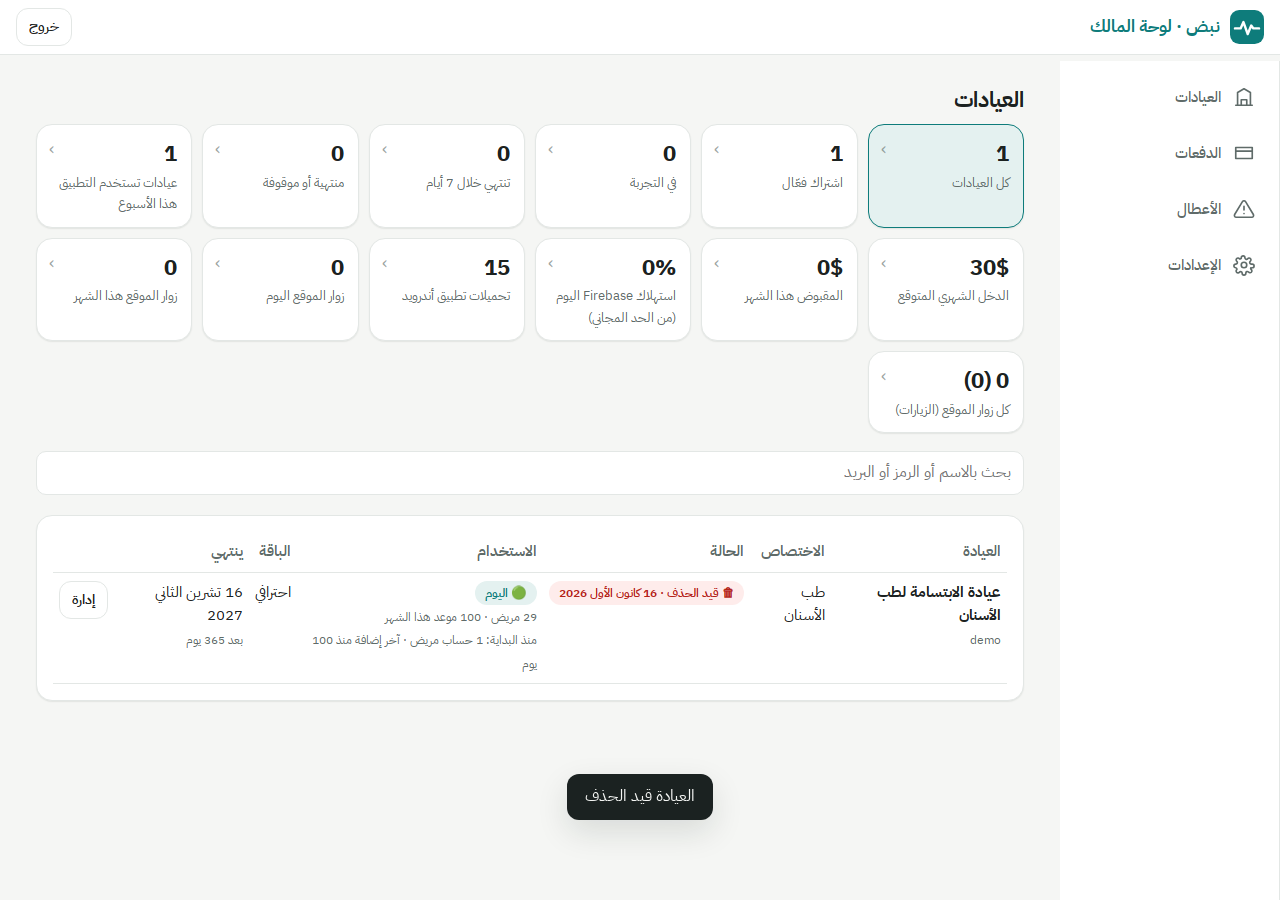 نبض · لوحة المالك
خروج
العيادات
الدفعات
الأعطال
الإعدادات
العيادات
1
كل العيادات
1
اشتراك فعّال
0
في التجربة
0
تنتهي خلال 7 أيام
0
منتهية أو موقوفة
1
عيادات تستخدم التطبيق
هذا الأسبوع
30$
الدخل الشهري المتوقع
0$
المقبوض هذا الشهر
0%
استهلاك Firebase اليوم
(من الحد المجاني)
15
تحميلات تطبيق أندرويد
0
زوار الموقع اليوم
0
زوار الموقع هذا الشهر
0 (0)
كل زوار الموقع (الزيارات)
بحث بالاسم أو الرمز أو البريد
العيادة الاختصاص الحالة الاستخدام الباقة ينتهي
عيادة الابتسامة لطب
الأسنان
demo
طب
الأسنان
قيد الحذف · 16 كانون الأول 2026
اليوم
29 مريض · 100 موعد هذا الشهر
منذ البداية: 1 حساب مريض · آخر إضافة منذ 100
يوم
احترافي
16 تشرين الثاني
2027
بعد 365 يوم
إدارة
العيادة قيد الحذف